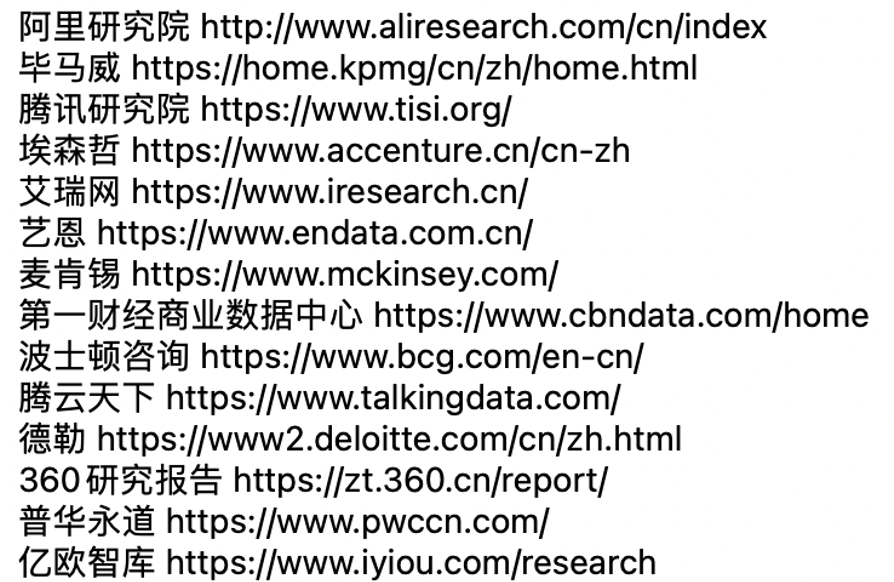 阿里研究院 http://www.aliresearch.com/cn/index
毕马威 https://home.kpmg/cn/zh/home.html
腾讯研究院 https://www.tisi.org/
埃森哲 https://www.accenture.cn/cn-zh
艾瑞网 https://www.iresearch.cn/
艺恩 https://www.endata.com.cn/
麦肯锡 https://www.mckinsey.com/
第一财经商业数据中心 https://www.cbndata.com/home
波士顿咨询 https://www.bcg.com/en-cn/
腾云天下 https://www.talkingdata.com/
德勒 https://www2.deloitte.com/cn/zh.html
360研究报告 https://zt.360.cn/report/
普华永道 https://www.pwccn.com/
亿欧智库 https://www.iyiou.com/research